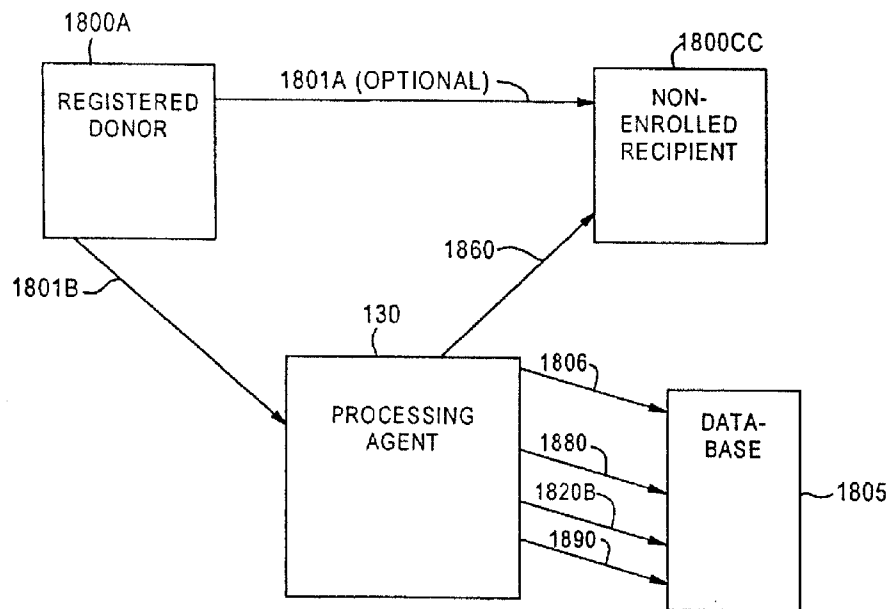 1800A
1800CC
REGISTERED
DONOR
1801A (OPTIONAL)
NON-
ENROLLED
RECIPIENT
1801B
1860
130
PROCESSING
AGENT
1806
1880
1820B
1890
DATA-
BASE
1805